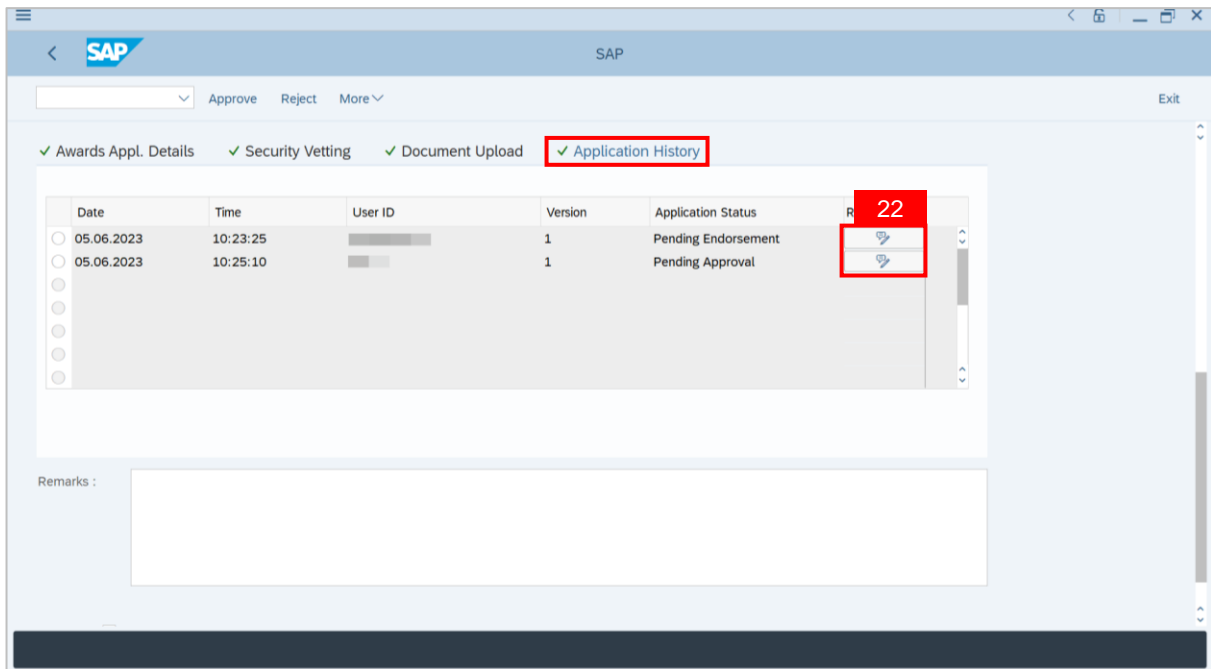 SAP
SAP
Approve Reject More
Exit
Awards Appl. Details Security Vetting Document Upload Application History
22
Date Time User ID Version Application Status R
05.06.2023 10:23:25 1 Pending Endorsement
05.06.2023 10:25:10 1 Pending Approval
Remarks :